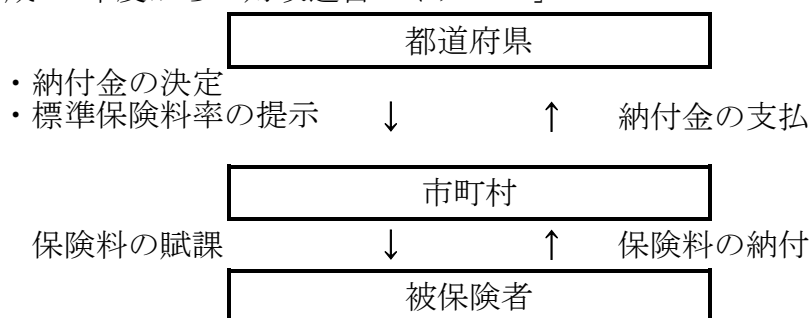 都道府県
・納付金の決定
・標準保険料率の提示 ↓ ↑ 納付金の支払
市町村
保険料の賦課 ↓ ↑ 保険料の納付
被保険者